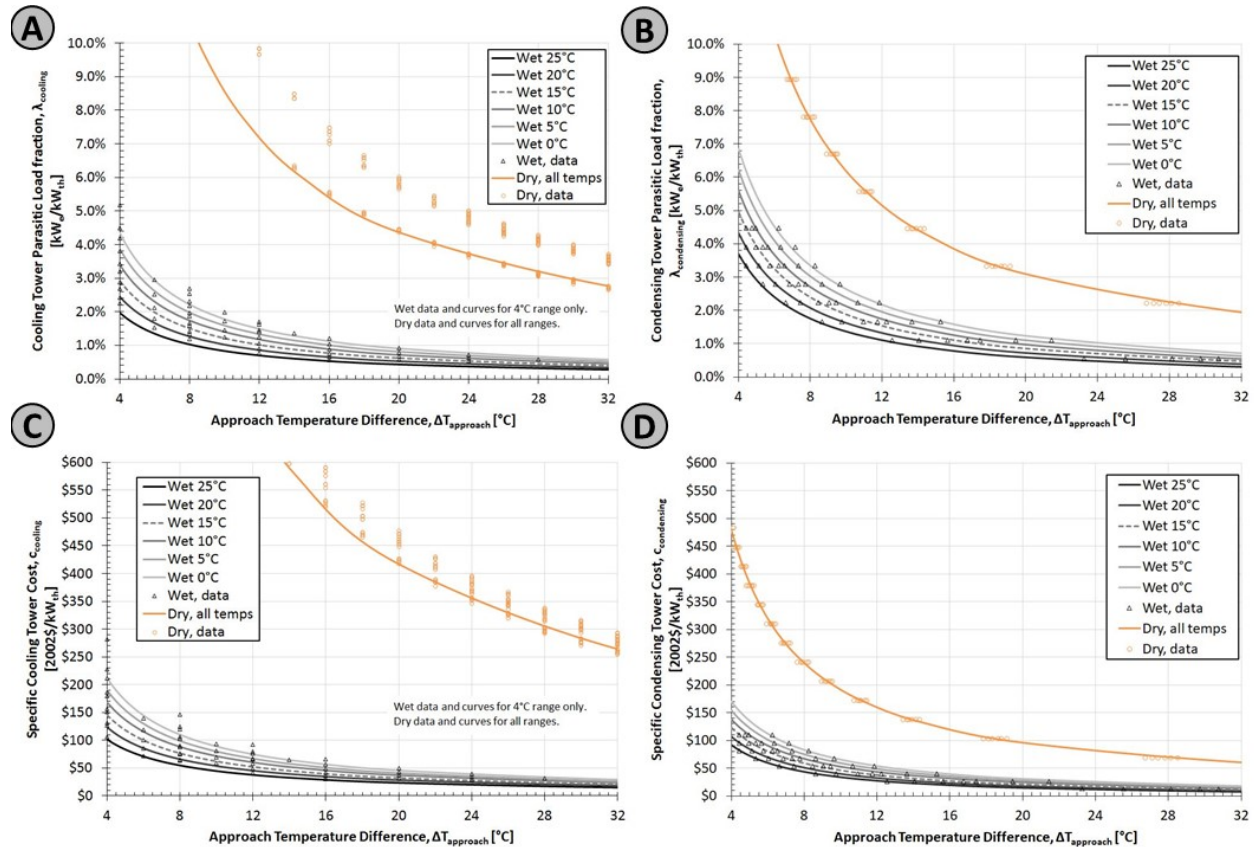 A
Cooling Tower Parasitic Load fraction, λcooling
[kWe/kWth]
10.0%
9.0%
8.0%
7.0%
6.0%
5.0%
4.0%
3.0%
2.0%
1.0%
0.0%
Wet 25°C
Wet 20°C
Wet 15°C
Wet 10°C
Wet 5°C
Wet 0°C
Wet, data
Dry, all temps
Dry, data
Wet data and curves for 4°C range only.
Dry data and curves for all ranges.
4 8 12 16 20 24 28 32
Approach Temperature Difference, ΔTapproach [°C]
B
Condensing Tower Parasitic Load fraction,
λcondensing [kWe/kWth]
10.0%
9.0%
8.0%
7.0%
6.0%
5.0%
4.0%
3.0%
2.0%
1.0%
0.0%
Wet 25°C
Wet 20°C
Wet 15°C
Wet 10°C
Wet 5°C
Wet 0°C
Wet, data
Dry, all temps
Dry, data
4 8 12 16 20 24 28 32
Approach Temperature Difference, ΔTapproach [°C]
C
Specific Cooling Tower Cost, ccooling
[2002$/kWth]
$600
$550
$500
$450
$400
$350
$300
$250
$200
$150
$100
$50
$0
Wet 25°C
Wet 20°C
Wet 15°C
Wet 10°C
Wet 5°C
Wet 0°C
Wet, data
Dry, all temps
Dry, data
Wet data and curves for 4°C range only.
Dry data and curves for all ranges.
4 8 12 16 20 24 28 32
Approach Temperature Difference, ΔTapproach [°C]
D
Specific Condensing Tower Cost, ccondensing
[2002$/kWth]
$600
$550
$500
$450
$400
$350
$300
$250
$200
$150
$100
$50
$0
Wet 25°C
Wet 20°C
Wet 15°C
Wet 10°C
Wet 5°C
Wet 0°C
Wet, data
Dry, all temps
Dry, data
4 8 12 16 20 24 28 32
Approach Temperature Difference, ΔTapproach [°C]